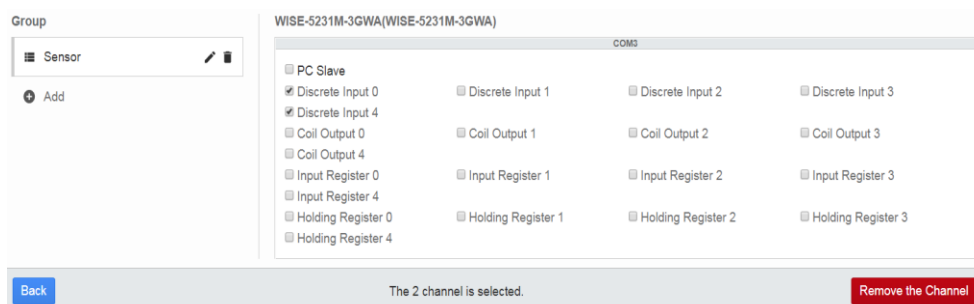 Group
WISE-5231M-3GWA(WISE-5231M-3GWA)
Sensor
Add
COM3
PC Slave
Discrete Input 0 Discrete Input 1 Discrete Input 2 Discrete Input 3
Discrete Input 4
Coil Output 0 Coil Output 1 Coil Output 2 Coil Output 3
Coil Output 4
Input Register 0 Input Register 1 Input Register 2 Input Register 3
Input Register 4
Holding Register 0 Holding Register 1 Holding Register 2 Holding Register 3
Holding Register 4
Back The 2 channel is selected. Remove the Channel